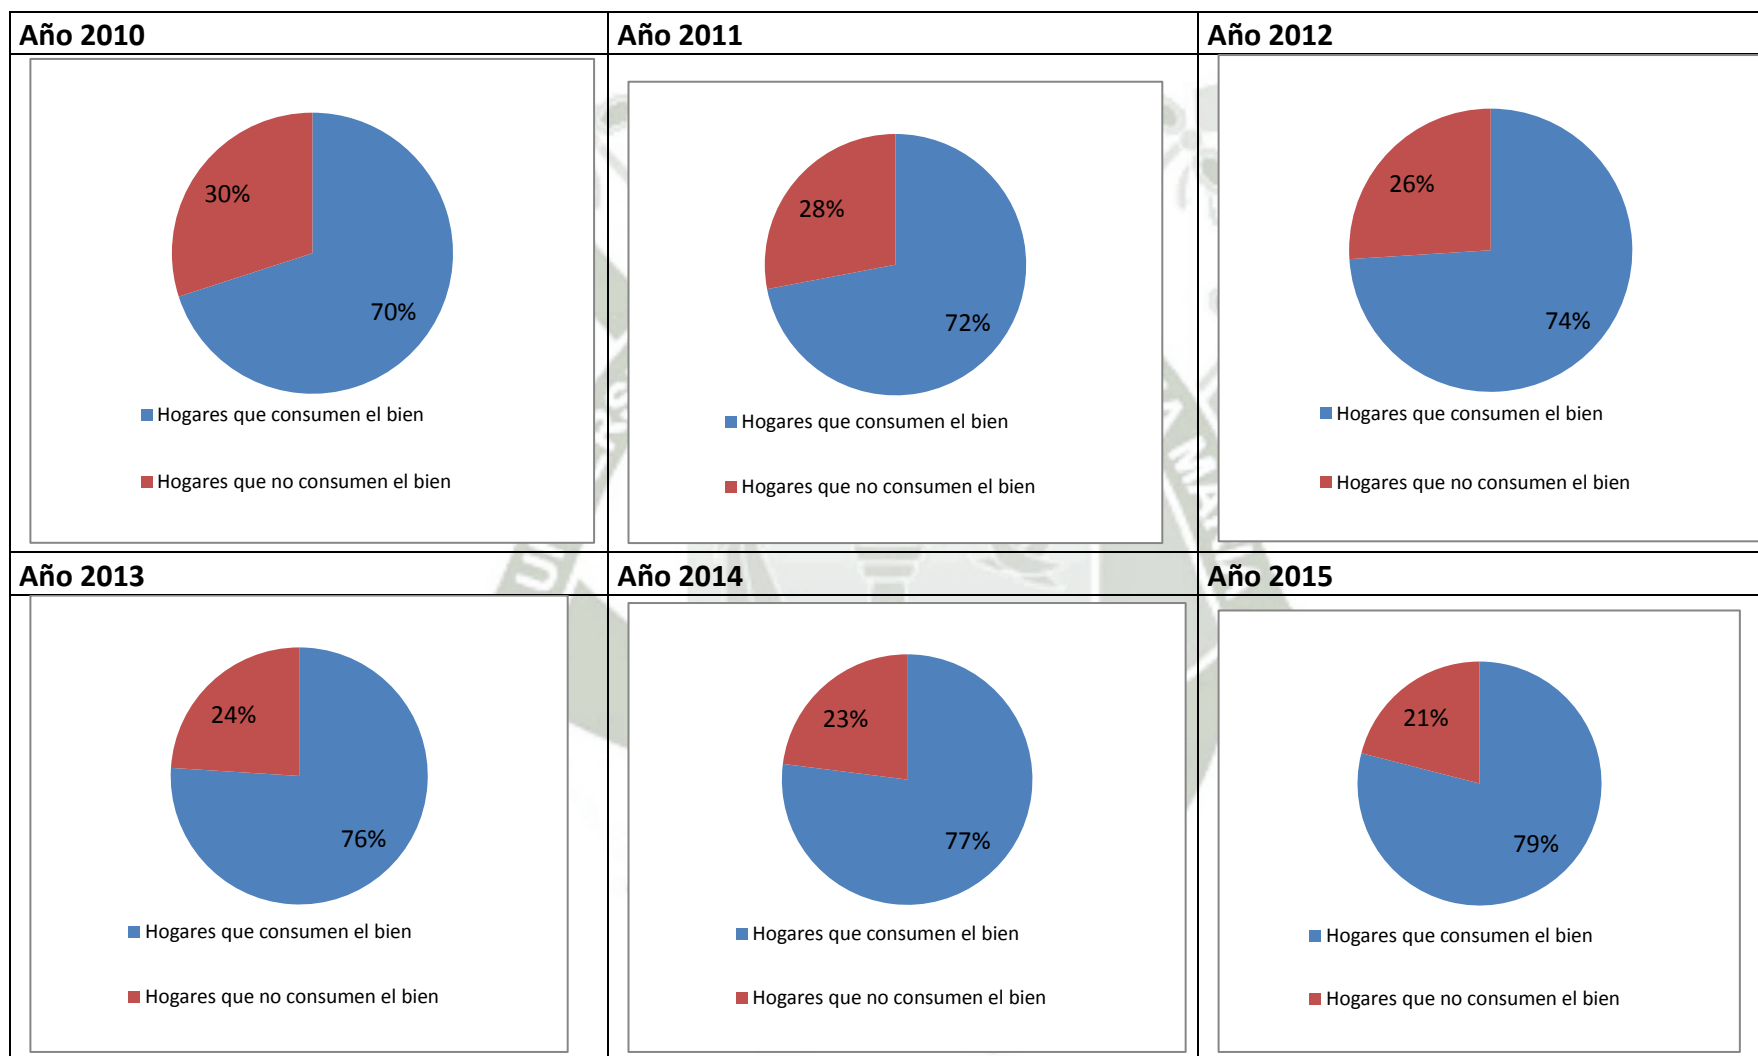 Año 2010
Año 2011
Año 2012
30%
70%
Hogares que consumen el bien
Hogares que no consumen el bien
28%
72%
Hogares que consumen el bien
Hogares que no consumen el bien
26%
74%
Hogares que consumen el bien
Hogares que no consumen el bien
Año 2013
Año 2014
Año 2015
24%
76%
Hogares que consumen el bien
Hogares que no consumen el bien
23%
77%
Hogares que consumen el bien
Hogares que no consumen el bien
21%
79%
Hogares que consumen el bien
Hogares que no consumen el bien